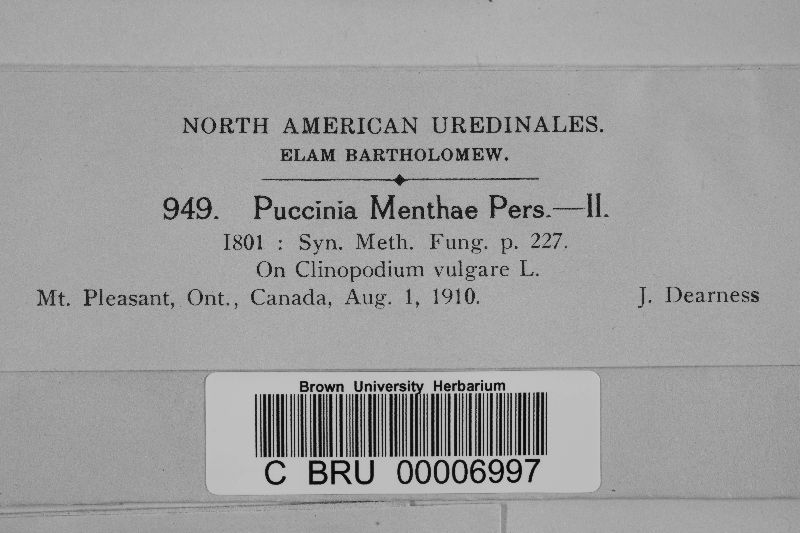 NORTH AMERICAN UREDINALES.
ELAM BARTHOLOMEW.
949. Puccinia Menthae Pers.—II.
1801 : Syn. Meth. Fung. p. 227.
On Clinopodium vulgare L.
Mt. Pleasant, Ont., Canada, Aug. 1, 1910. J. Dearness
Brown University Herbarium
C BRU 00006997